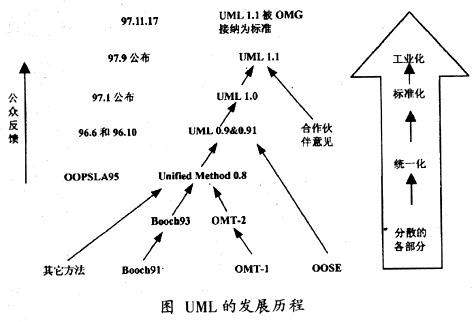 97.11.17
UML 1.1 被 OMG
接纳为标准
97.9 公布
UML 1.1
工业化
公众反馈
97.1 公布
UML 1.0
标准化
96.6 和 96.10
UML 0.9&0.91
合作伙
伴意见
统一化
OOPSLA95
Unified Method 0.8
Booch93
OMT-2
分散的
各部分
其它方法
Booch91
OMT-1
OOSE
图 UML 的发展历程